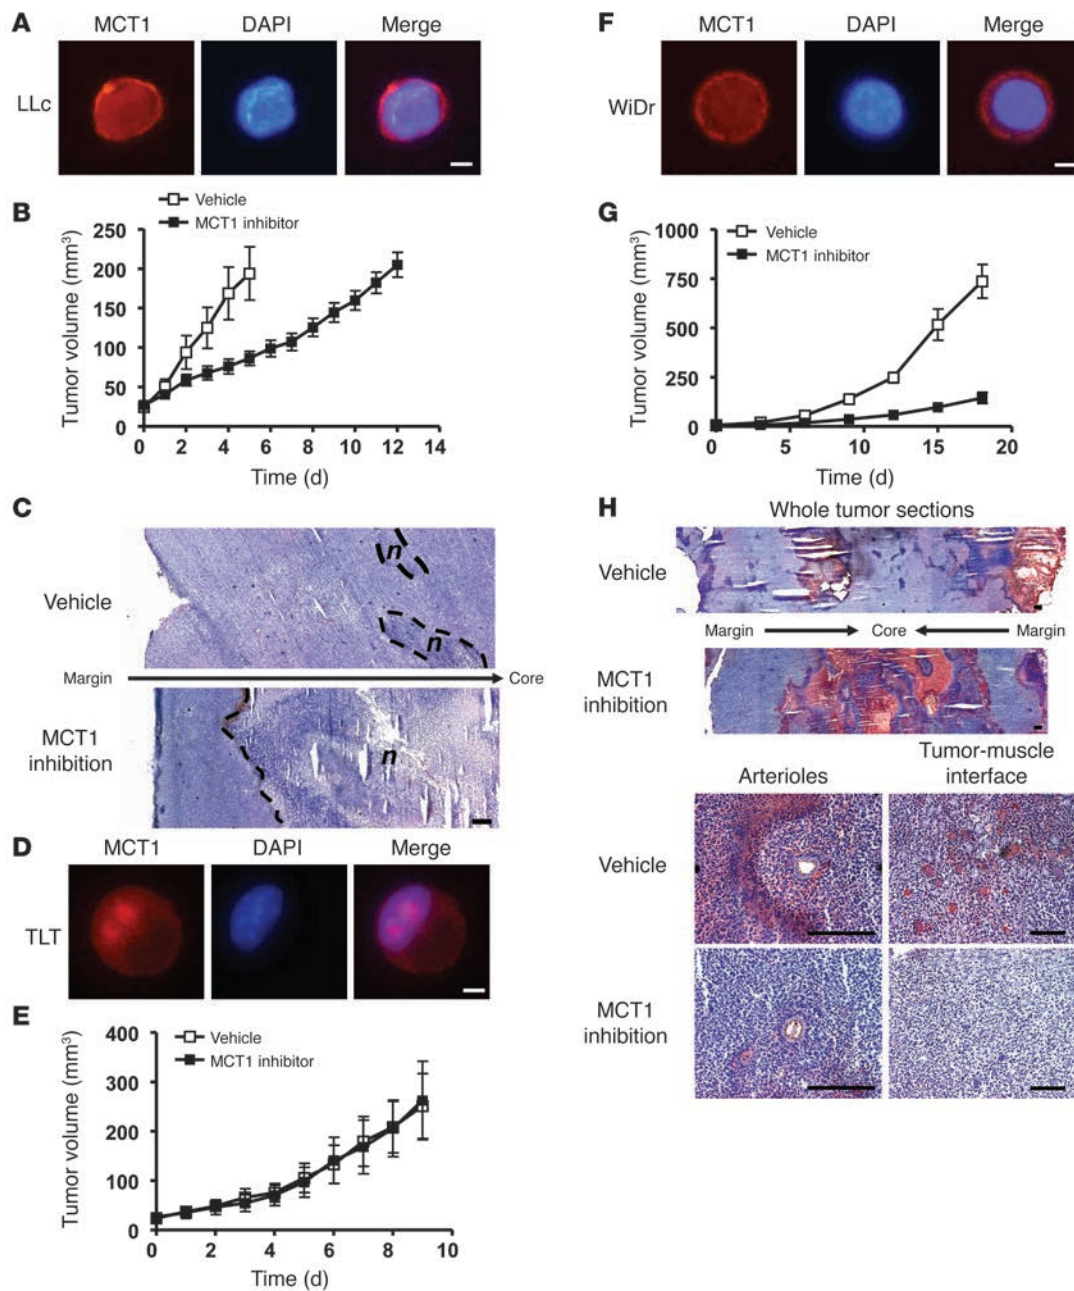 A
MCT1 DAPI Merge
LLc
B
Vehicle
MCT1 inhibitor
Tumor volume (mm³)
250
200
150
100
50
0
0 2 4 6 8 10 12 14
Time (d)
C
Vehicle
n
n
Margin Core
MCT1
inhibition
n
D
MCT1 DAPI Merge
TLT
E
Vehicle
MCT1 inhibitor
Tumor volume (mm³)
400
300
200
100
0
0 2 4 6 8 10
Time (d)
F
MCT1 DAPI Merge
WiDr
G
Vehicle
MCT1 inhibitor
Tumor volume (mm³)
1000
750
500
250
0
0 5 10 15 20
Time (d)
H
Whole tumor sections
Vehicle
Margin Core Margin
MCT1
inhibition
Arterioles
Tumor-muscle
interface
Vehicle
MCT1
inhibition